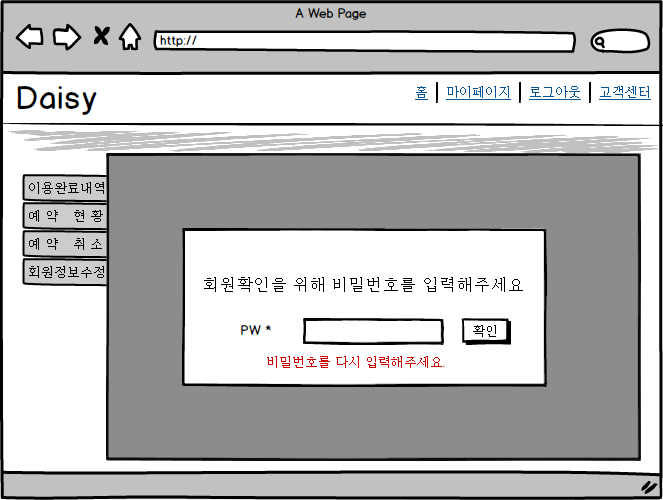 A Web Page
http://
Daisy
홈 마이페이지 로그아웃 고객센터
이용완료내역
예 약 현 황
예 약 취 소
회원정보수정
회원확인을 위해 비밀번호를 입력해주세요
PW * 확인
비밀번호를 다시 입력해주세요.